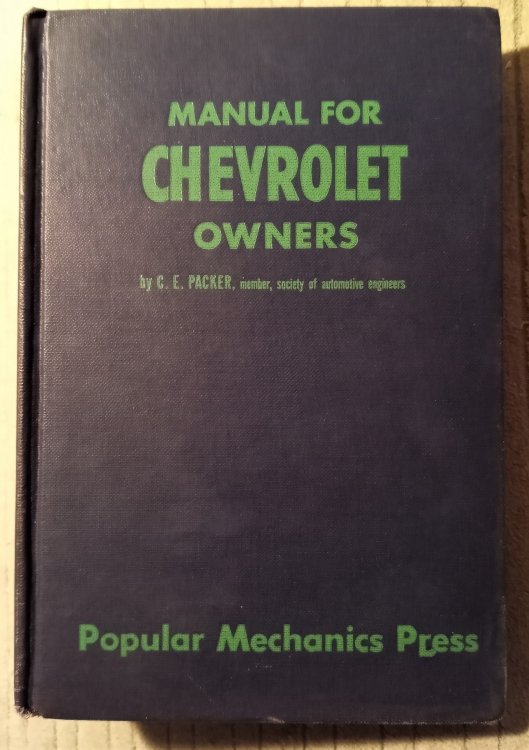 MANUAL FOR
CHEVROLET
OWNERS
by C. E. PACKER, member, society of automotive engineers
Popular Mechanics Press